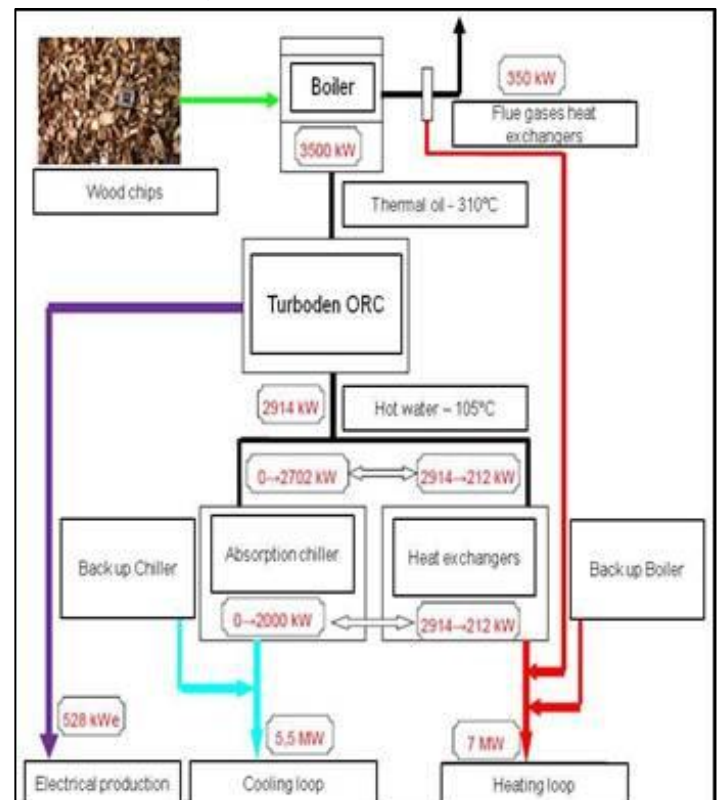 Boiler
3500 kW
350 kW
Flue gases heat
exchangers
Wood chips
Thermal oil - 310ºC
Turboden ORC
2914 kW
Hot water – 105ºC
0→2702 kW
2914→212 kW
Back up Chiller
Absorption chiller
Heat exchangers
Back up Boiler
0→2000 kW
2914→212 kW
528 kWe
5,5 MW
7 MW
Electrical production
Cooling loop
Heating loop